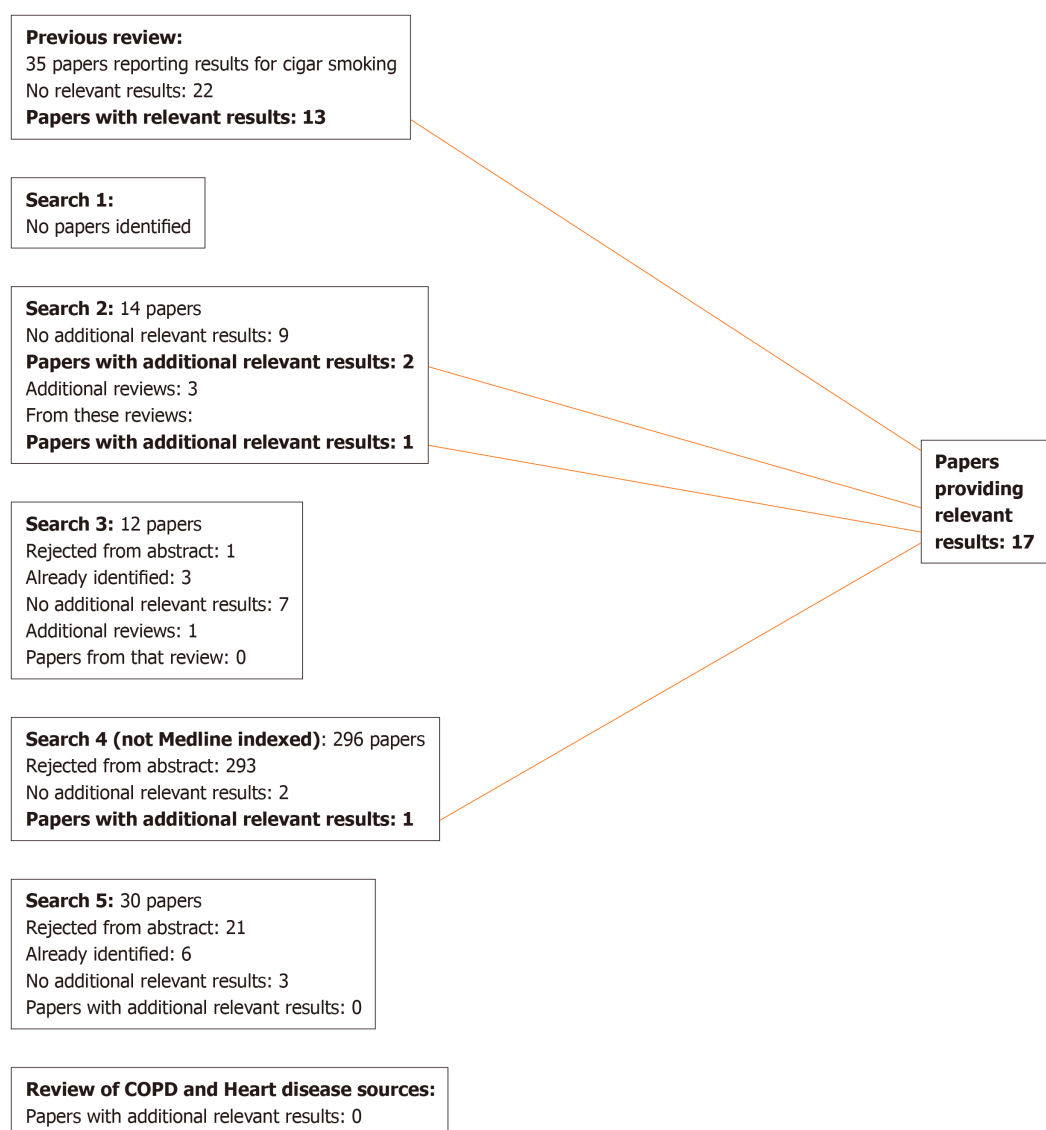 Previous review:
35 papers reporting results for cigar smoking
No relevant results: 22
Papers with relevant results: 13
Search 1:
No papers identified
Search 2: 14 papers
No additional relevant results: 9
Papers with additional relevant results: 2
Additional reviews: 3
From these reviews:
Papers with additional relevant results: 1
Search 3: 12 papers
Rejected from abstract: 1
Already identified: 3
No additional relevant results: 7
Additional reviews: 1
Papers from that review: 0
Search 4 (not Medline indexed): 296 papers
Rejected from abstract: 293
No additional relevant results: 2
Papers with additional relevant results: 1
Search 5: 30 papers
Rejected from abstract: 21
Already identified: 6
No additional relevant results: 3
Papers with additional relevant results: 0
Review of COPD and Heart disease sources:
Papers with additional relevant results: 0
Papers
providing
relevant
results: 17